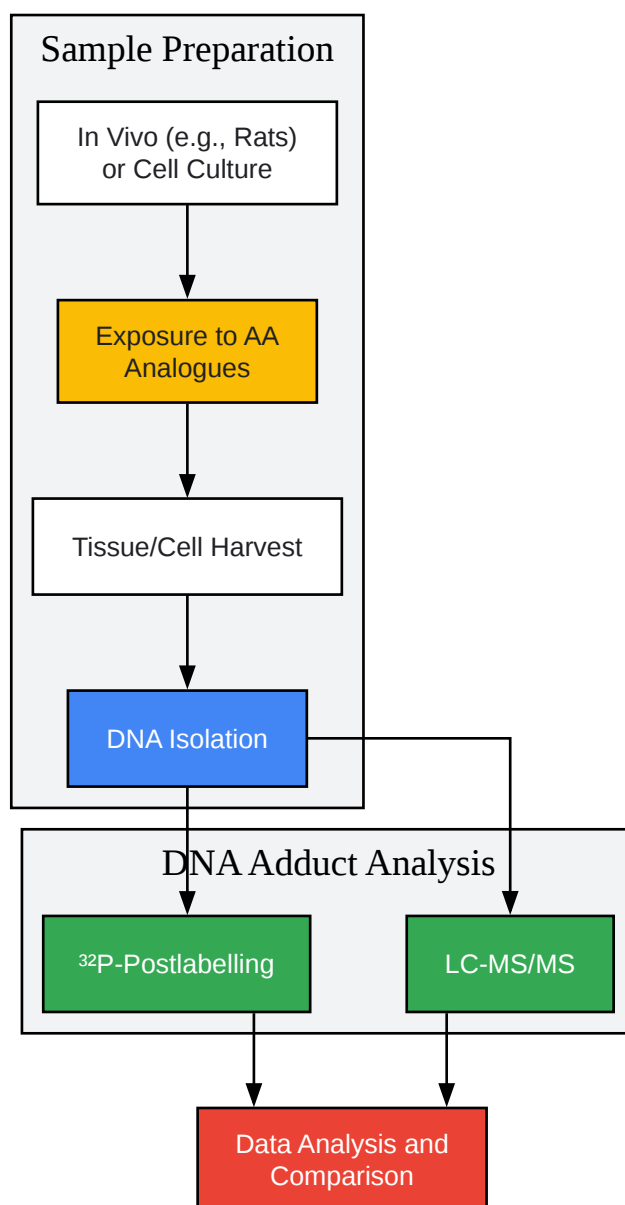 Sample Preparation
In Vivo (e.g., Rats)
or Cell Culture
Exposure to AA
Analogues
Tissue/Cell Harvest
DNA Isolation
DNA Adduct Analysis
³²P-Postlabelling
LC-MS/MS
Data Analysis and
Comparison